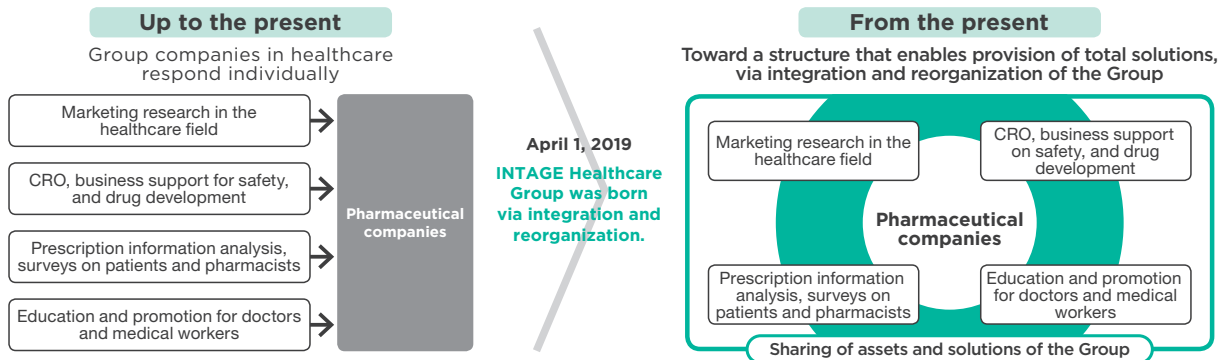 Up to the present
Group companies in healthcare
respond individually
Marketing research in the
healthcare field
CRO, business support for safety,
and drug development
Prescription information analysis,
surveys on patients and pharmacists
Education and promotion for doctors
and medical workers
Pharmaceutical
companies
April 1, 2019
INTAGE Healthcare
Group was born
via integration and
reorganization.
From the present
Toward a structure that enables provision of total solutions,
via integration and reorganization of the Group
Marketing research in the
healthcare field
CRO, business support
on safety, and drug
development
Pharmaceutical
companies
Prescription information
analysis, surveys on
patients and pharmacists
Education and promotion
for doctors and medical
workers
Sharing of assets and solutions of the Group